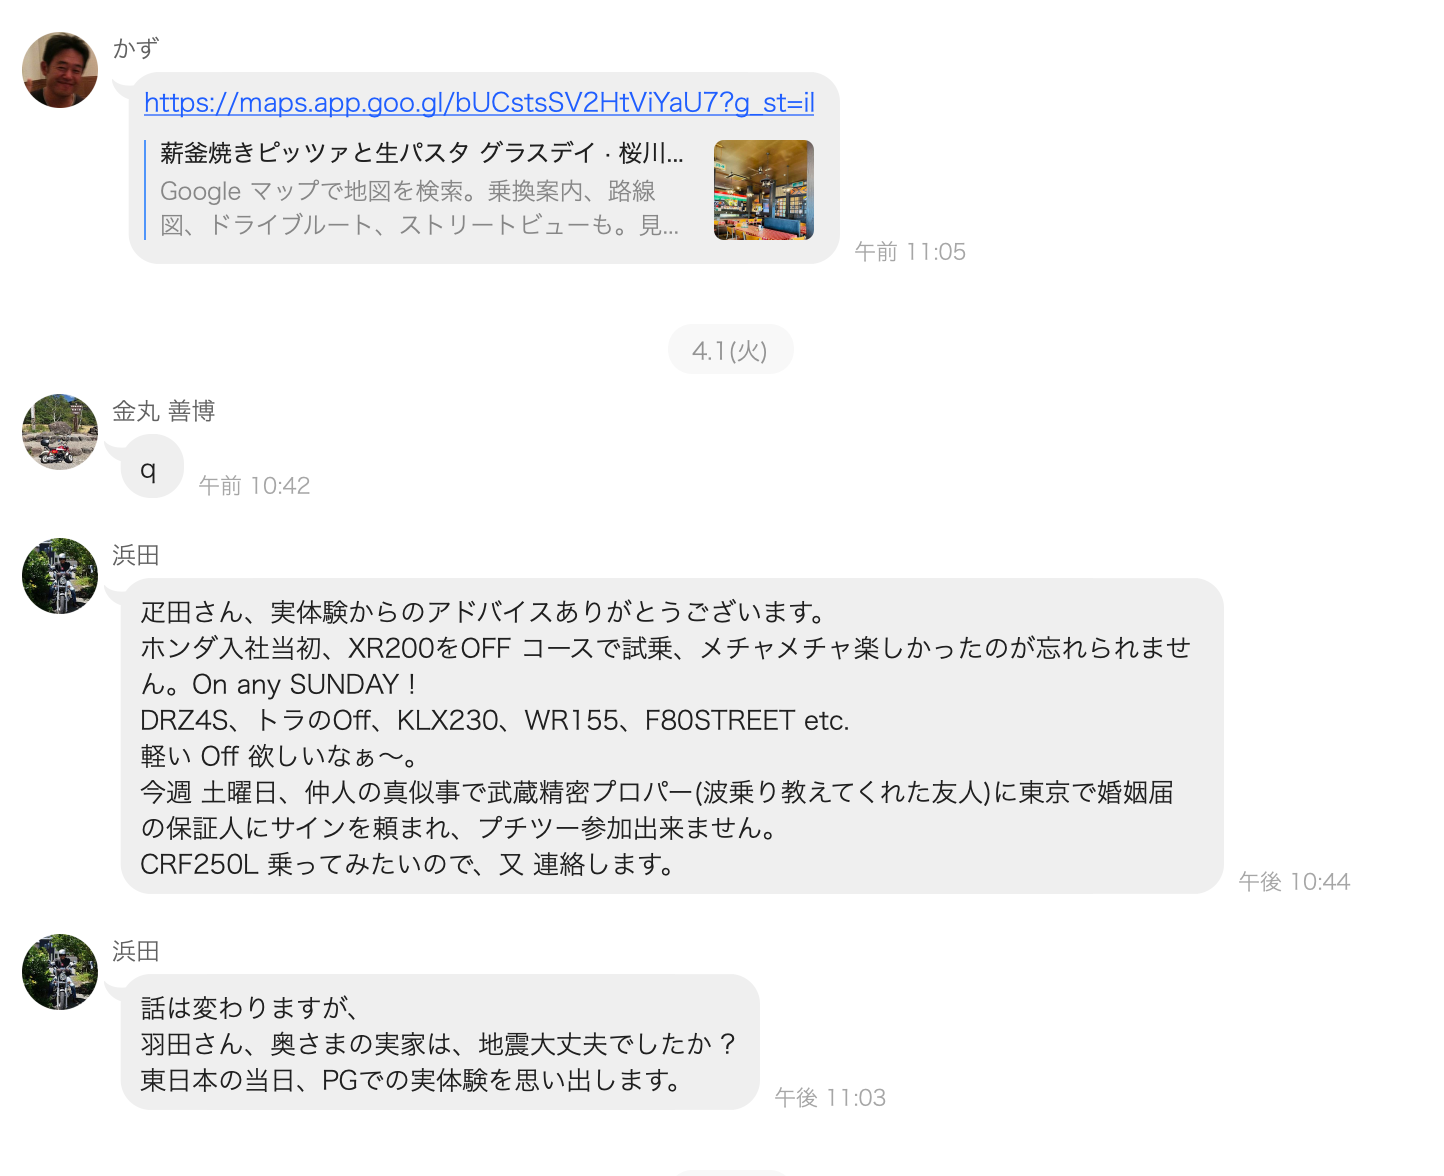 かず
https://maps.app.goo.gl/bUCstsSV2HtViYaU7?g_st=il
薪釜焼きピッツァと生パスタ グラスデイ · 桜川...
Google マップで地図を検索。乗換案内、路線
図、ドライブルート、ストリートビューも。見...
午前 11:05
4.1(火)
金丸 善博
q
午前 10:42
浜田
疋田さん、実体験からのアドバイスありがとうございます。
ホンダ入社当初、XR200をOFF コースで試乗、メチャメチャ楽しかったのが忘れられませ
ん。On any SUNDAY！
DRZ4S、トラのOff、KLX230、WR155、F80STREET etc.
軽い Off 欲しいなぁ〜。
今週 土曜日、仲人の真似事で武蔵精密プロパー(波乗り教えてくれた友人)に東京で婚姻届
の保証人にサインを頼まれ、プチツー参加出来ません。
CRF250L 乗ってみたいので、又 連絡します。
午後 10:44
浜田
話は変わりますが、
羽田さん、奥さまの実家は、地震大丈夫でしたか？
東日本の当日、PGでの実体験を思い出します。
午後 11:03